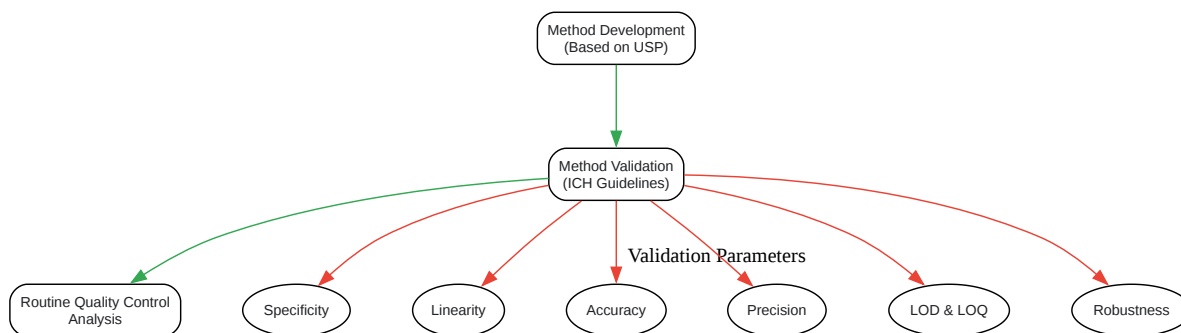 Method Development
(Based on USP)
Method Validation
(ICH Guidelines)
Validation Parameters
Routine Quality Control
Analysis
Specificity
Linearity
Accuracy
Precision
LOD & LOQ
Robustness